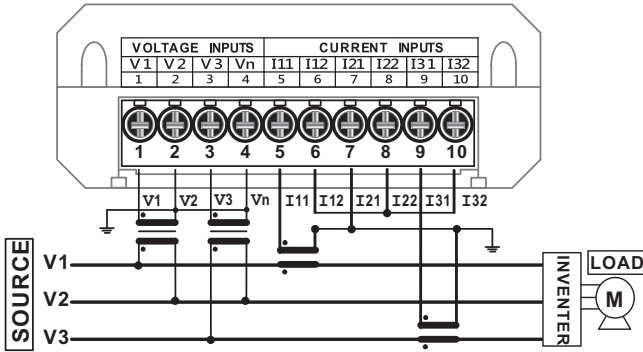 VOLTAGE INPUTS CURRENT INPUTS
V1 V2 V3 Vn I11 I12 I21 I22 I31 I32
1 2 3 4 5 6 7 8 9 10
1 2 3 4 5 6 7 8 9 10
V1 V2 V3 Vn I11 I12 I21 I22 I31 I32
SOURCE
V1
V2
V3
INVENTER
LOAD
M